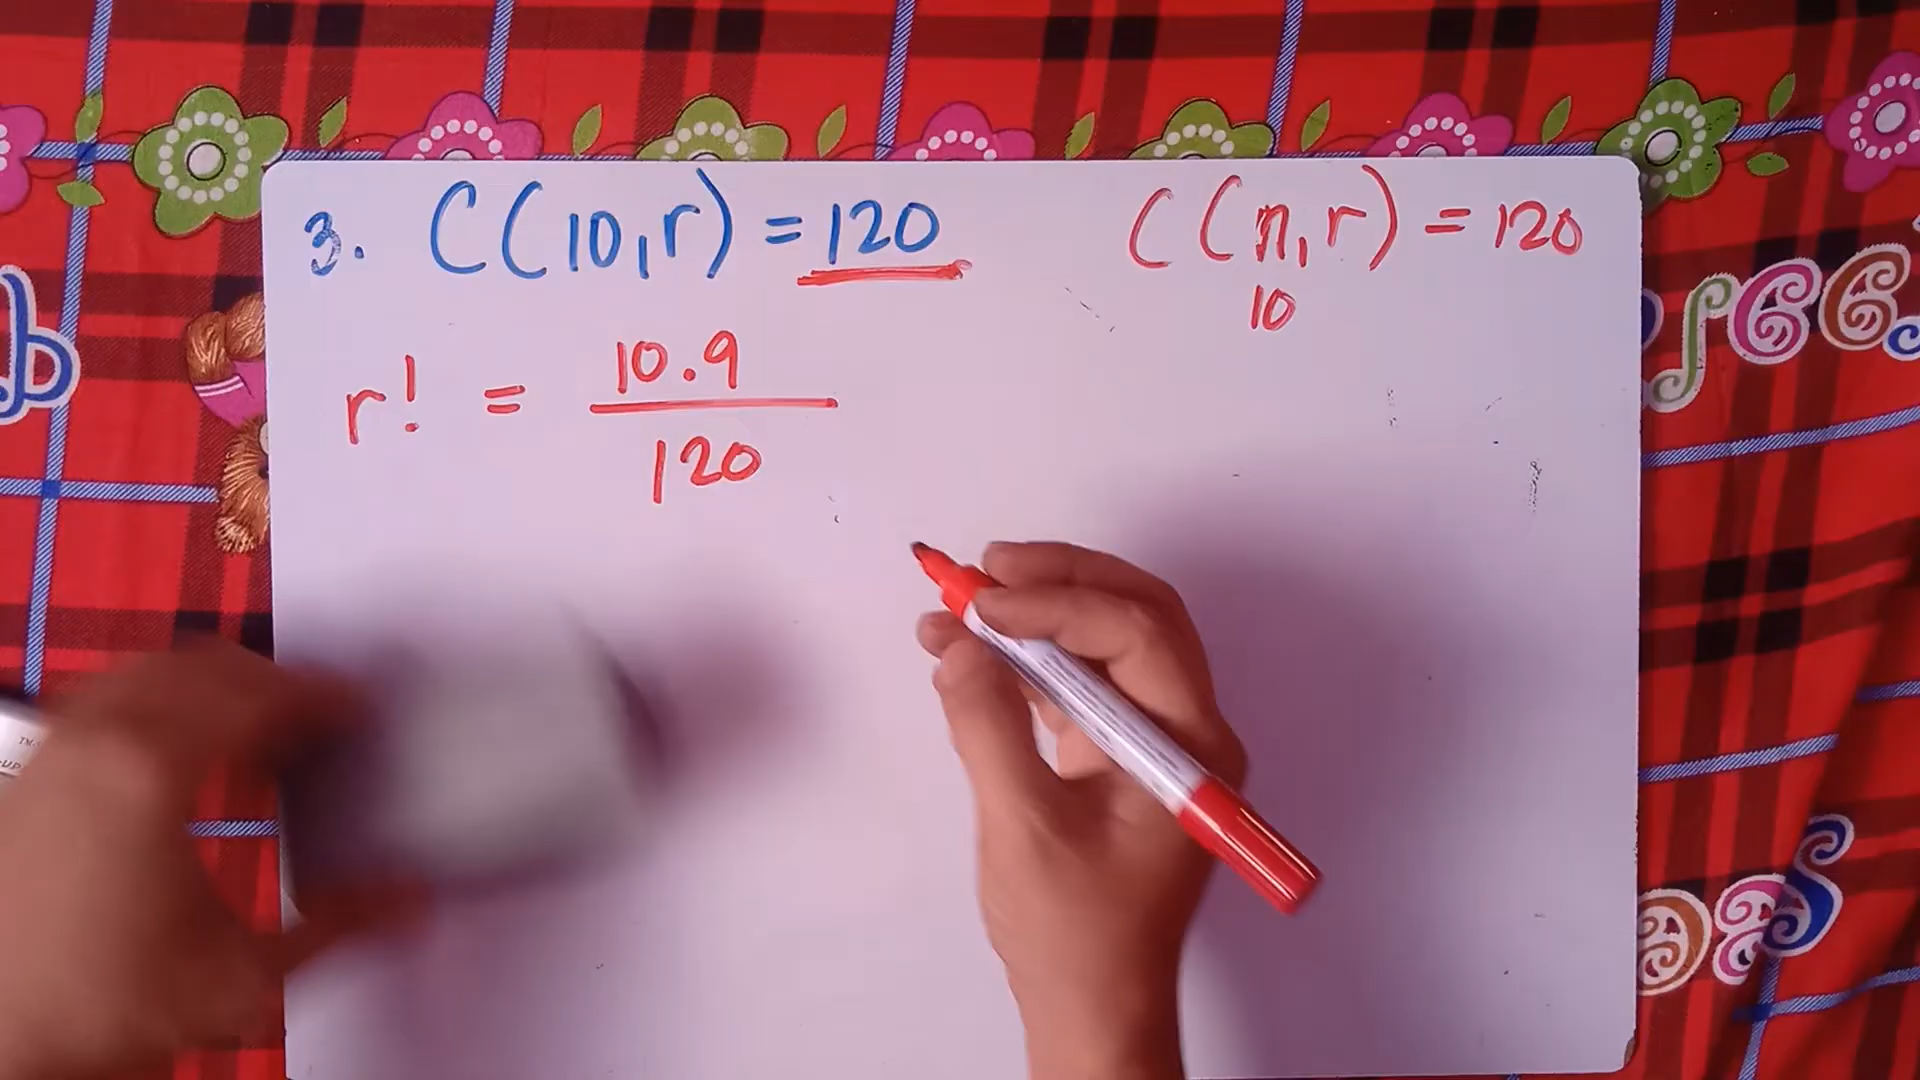 3. C(10,r) = 120
C(n,r) = 120
10
r! = 10.9
120